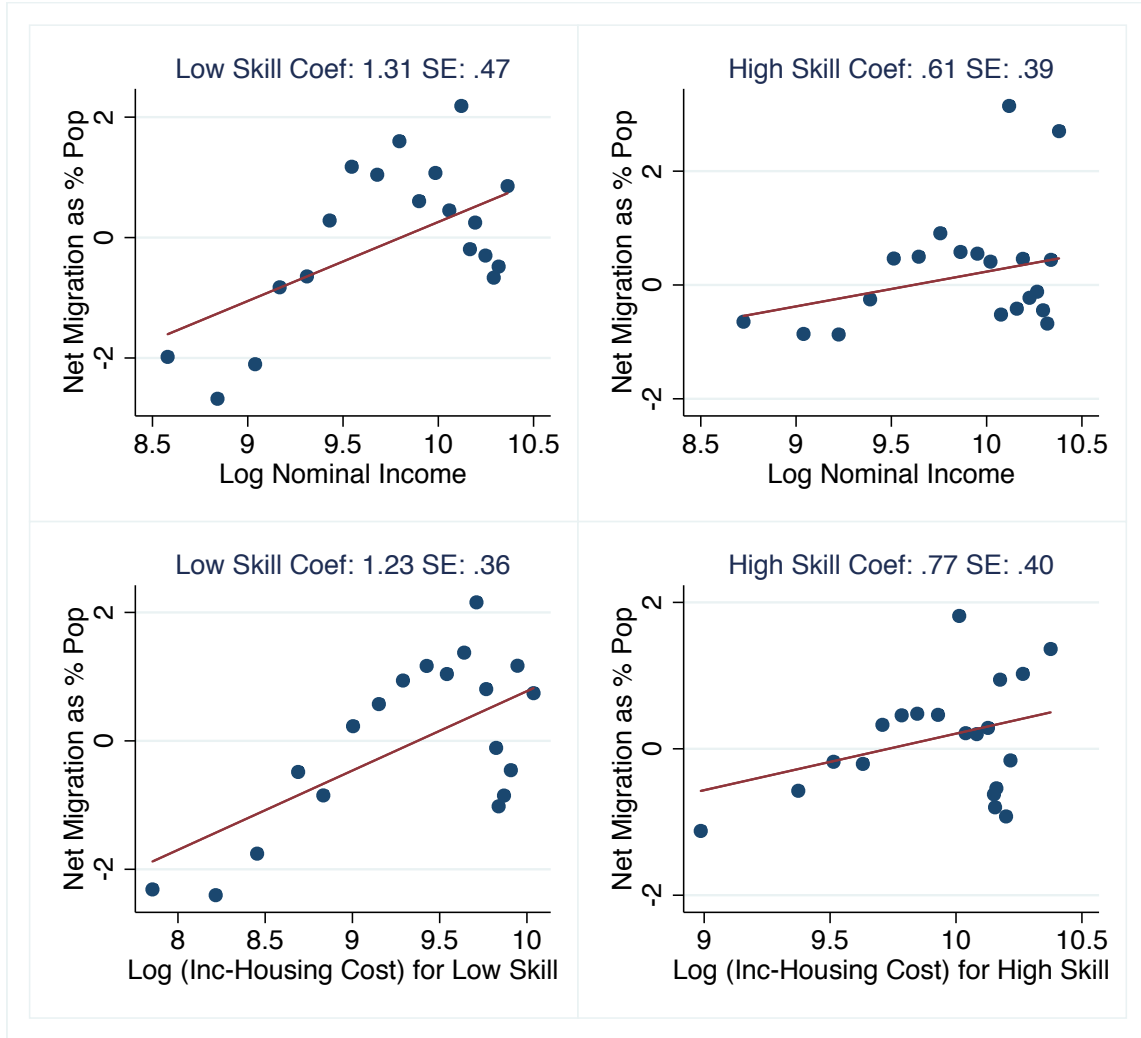 Low Skill Coef: 1.31 SE: .47
Net Migration as % Pop
2
0
-2
8.5 9 9.5 10 10.5
Log Nominal Income
High Skill Coef: .61 SE: .39
Net Migration as % Pop
2
0
-2
8.5 9 9.5 10 10.5
Log Nominal Income
Low Skill Coef: 1.23 SE: .36
Net Migration as % Pop
2
0
-2
8 8.5 9 9.5 10
Log (Inc-Housing Cost) for Low Skill
High Skill Coef: .77 SE: .40
Net Migration as % Pop
2
0
-2
9 9.5 10 10.5
Log (Inc-Housing Cost) for High Skill